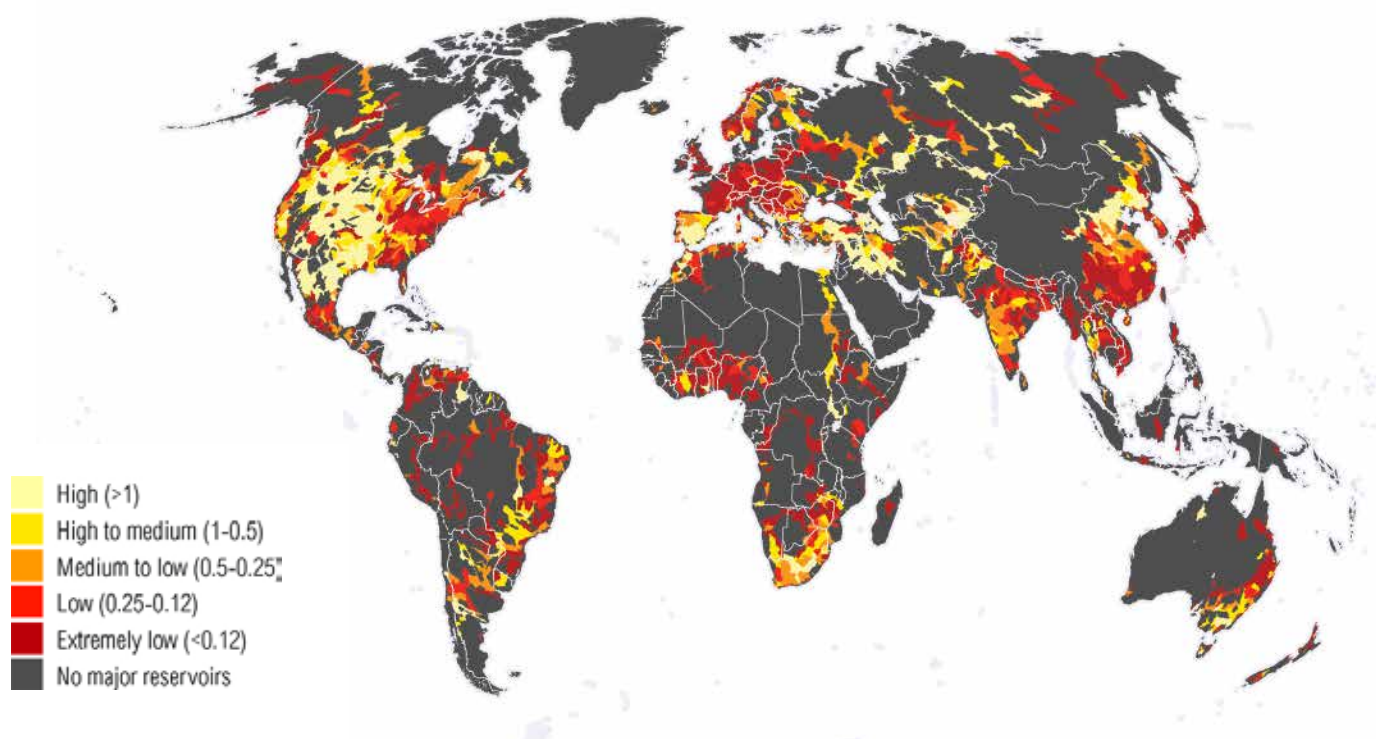 High (>1)
High to medium (1-0.5)
Medium to low (0.5-0.25
Low (0.25-0.12)
Extremely low (<0.12)
No major reservoirs